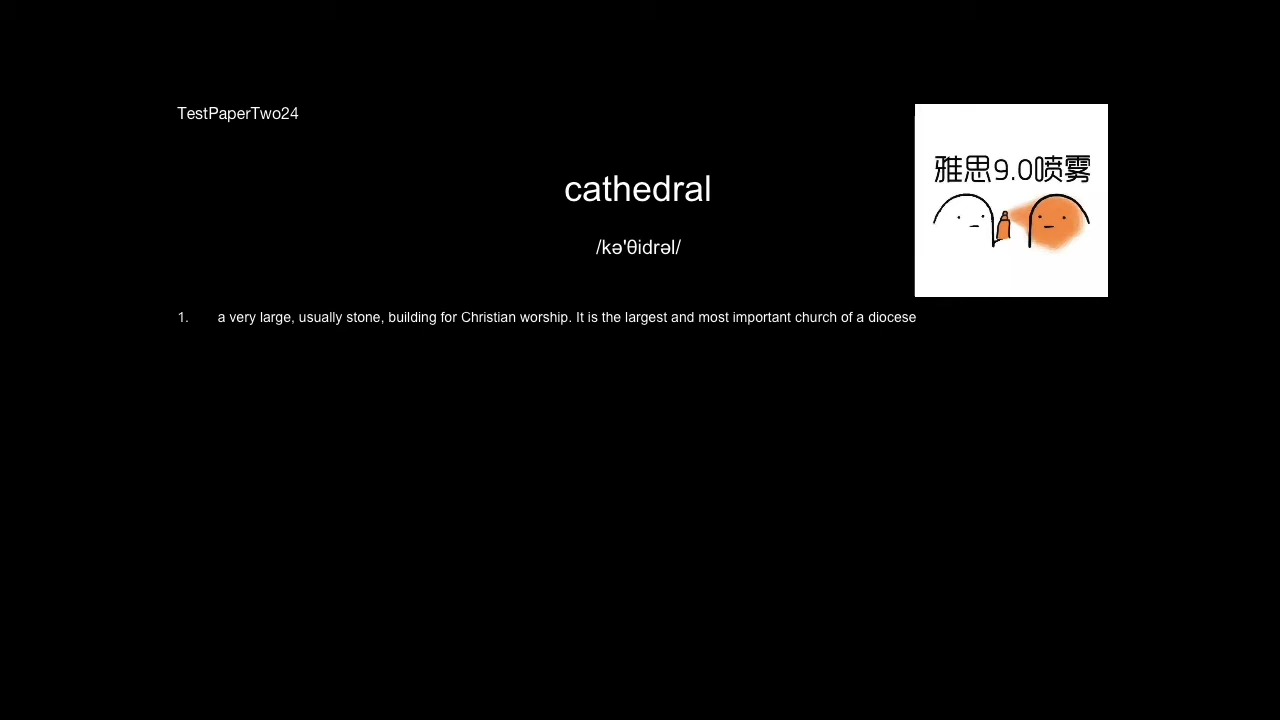 TestPaperTwo24
雅思9.0喷雾
cathedral
/kə'θidrəl/
1. a very large, usually stone, building for Christian worship. It is the largest and most important church of a diocese